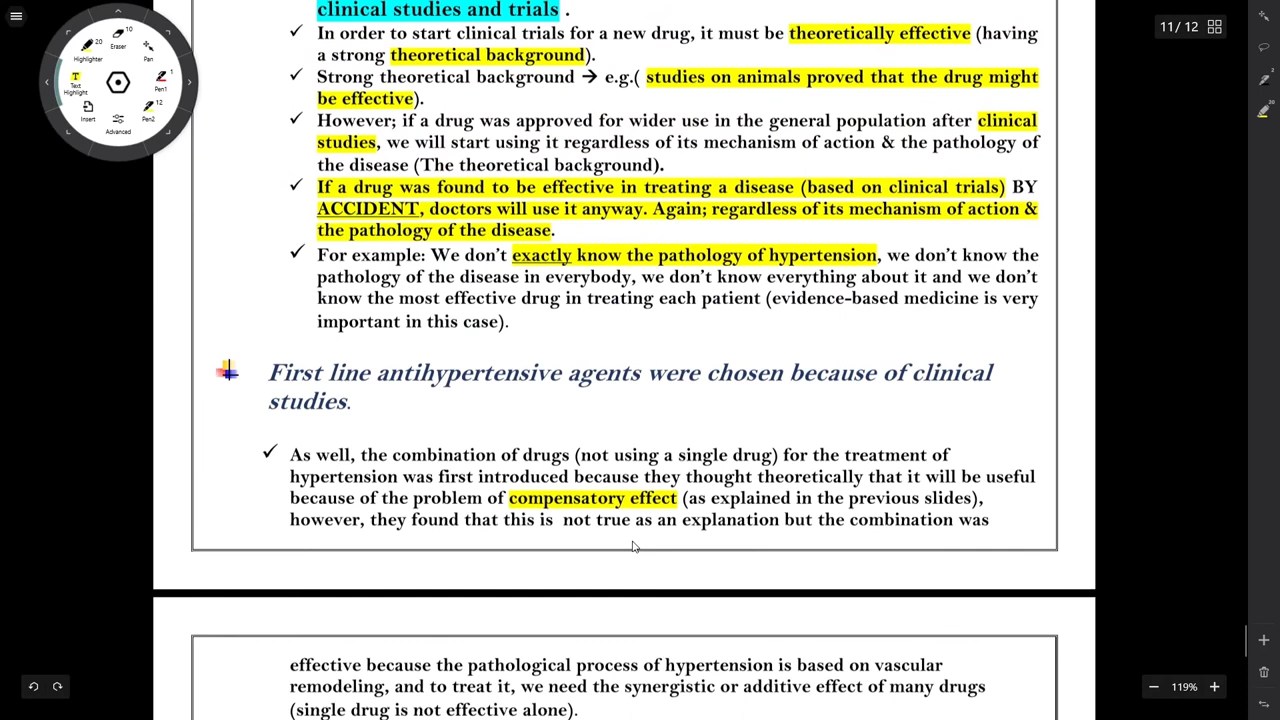 11 / 12
10
Eraser
20
Highlighter
Pan
T
Text
Highlight
1
Pen1
Insert
12
Pen2
Advanced
clinical studies and trials .
✓ In order to start clinical trials for a new drug, it must be theoretically effective (having
a strong theoretical background).
✓ Strong theoretical background → e.g.( studies on animals proved that the drug might
be effective).
✓ However; if a drug was approved for wider use in the general population after clinical
studies, we will start using it regardless of its mechanism of action & the pathology of
the disease (The theoretical background).
✓ If a drug was found to be effective in treating a disease (based on clinical trials) BY
ACCIDENT, doctors will use it anyway. Again; regardless of its mechanism of action &
the pathology of the disease.
✓ For example: We don't exactly know the pathology of hypertension, we don't know the
pathology of the disease in everybody, we don't know everything about it and we don't
know the most effective drug in treating each patient (evidence-based medicine is very
important in this case).
First line antihypertensive agents were chosen because of clinical
studies.
✓ As well, the combination of drugs (not using a single drug) for the treatment of
hypertension was first introduced because they thought theoretically that it will be useful
because of the problem of compensatory effect (as explained in the previous slides),
however, they found that this is not true as an explanation but the combination was
effective because the pathological process of hypertension is based on vascular
remodeling, and to treat it, we need the synergistic or additive effect of many drugs
(single drug is not effective alone).
119%